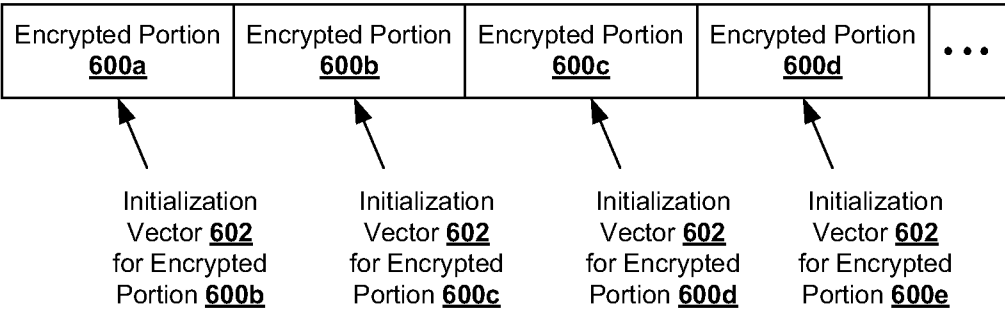 Encrypted Portion Encrypted Portion Encrypted Portion Encrypted Portion
600a 600b 600c 600d •••
Initialization Initialization Initialization Initialization
Vector 602 Vector 602 Vector 602 Vector 602
for Encrypted for Encrypted for Encrypted for Encrypted
Portion 600b Portion 600c Portion 600d Portion 600e